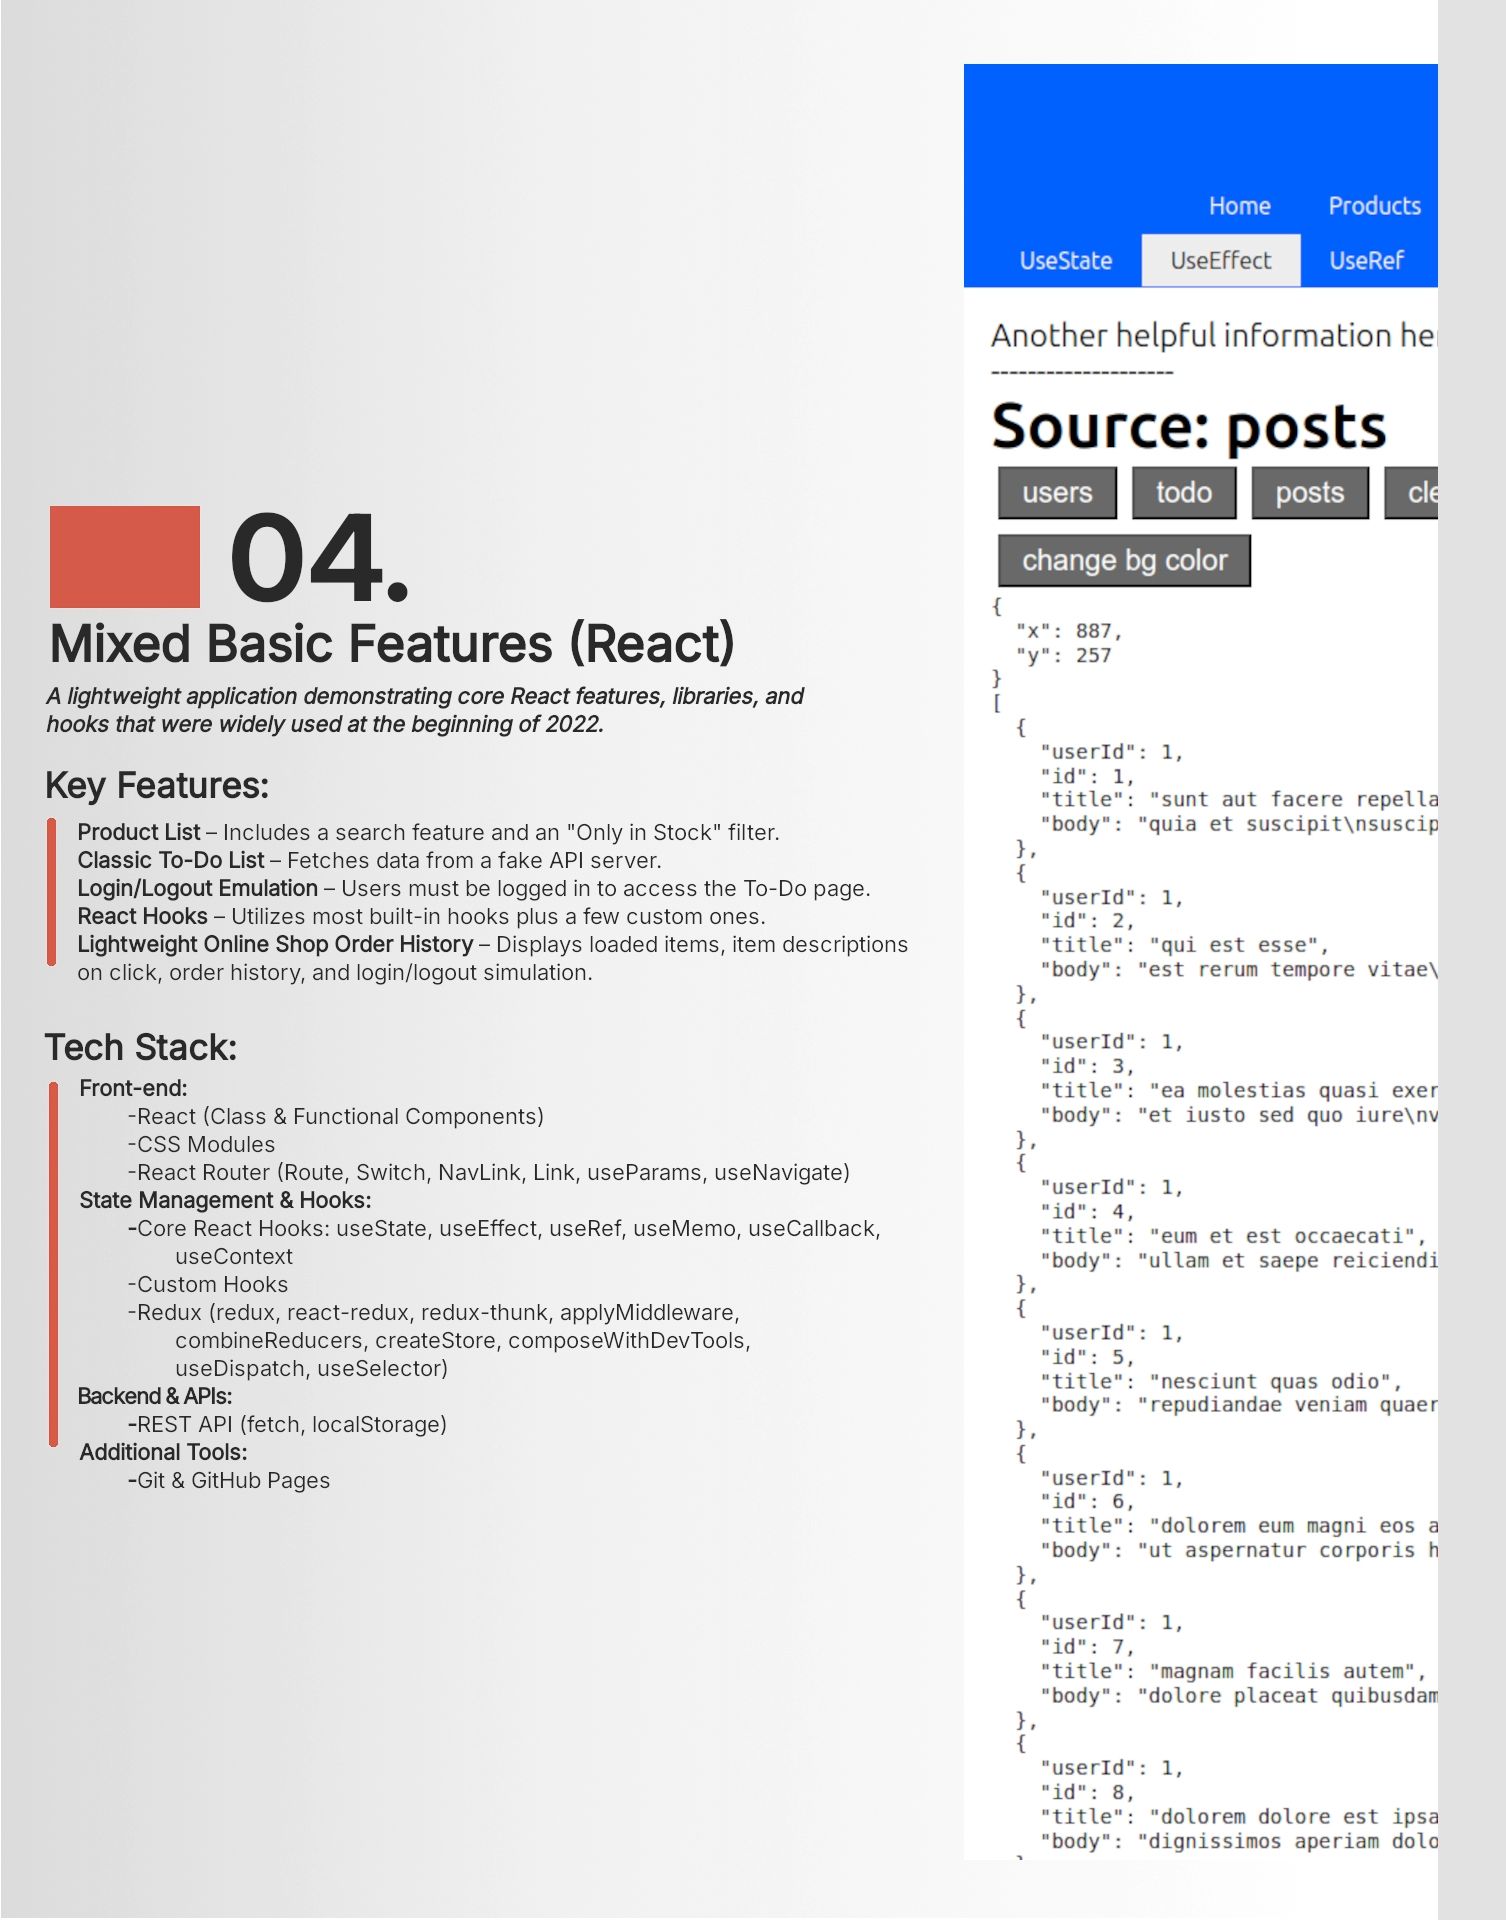 04.
Mixed Basic Features (React)
A lightweight application demonstrating core React features, libraries, and
hooks that were widely used at the beginning of 2022.
Key Features:
Product List – Includes a search feature and an "Only in Stock" filter.
Classic To-Do List – Fetches data from a fake API server.
Login/Logout Emulation – Users must be logged in to access the To-Do page.
React Hooks – Utilizes most built-in hooks plus a few custom ones.
Lightweight Online Shop Order History – Displays loaded items, item descriptions
on click, order history, and login/logout simulation.
Tech Stack:
Front-end:
-React (Class & Functional Components)
-CSS Modules
-React Router (Route, Switch, NavLink, Link, useParams, useNavigate)
State Management & Hooks:
-Core React Hooks: useState, useEffect, useRef, useMemo, useCallback,
useContext
-Custom Hooks
-Redux (redux, react-redux, redux-thunk, applyMiddleware,
combineReducers, createStore, composeWithDevTools,
useDispatch, useSelector)
Backend & APIs:
-REST API (fetch, localStorage)
Additional Tools:
-Git & GitHub Pages
Home Products
UseState UseEffect UseRef
Another helpful information
--------------------
Source: posts
users todo posts
change bg color
{
"x": 887,
"y": 257
}
[
{
"userId": 1,
"id": 1,
"title": "sunt aut facere repella
"body": "quia et suscipit\nsuscip
},
{
"userId": 1,
"id": 2,
"title": "qui est esse",
"body": "est rerum tempore vitae\
},
{
"userId": 1,
"id": 3,
"title": "ea molestias quasi exer
"body": "et iusto sed quo iure\nv
},
{
"userId": 1,
"id": 4,
"title": "eum et est occaecati",
"body": "ullam et saepe reiciendi
},
{
"userId": 1,
"id": 5,
"title": "nesciunt quas odio",
"body": "repudiandae veniam quaer
},
{
"userId": 1,
"id": 6,
"title": "dolorem eum magni eos a
"body": "ut aspernatur corporis h
},
{
"userId": 1,
"id": 7,
"title": "magnam facilis autem",
"body": "dolore placeat quibusdam
},
{
"userId": 1,
"id": 8,
"title": "dolorem dolore est ipsa
"body": "dignissimos aperiam dolo